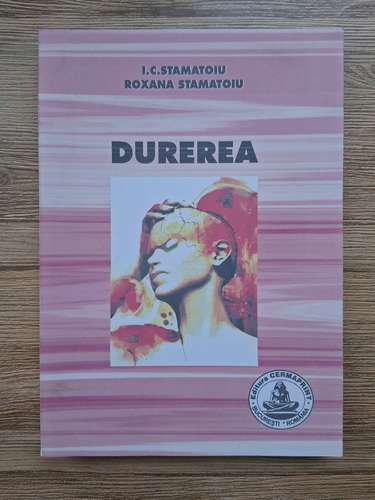 I.C.STAMATOIU
ROXANA STAMATOIU
DUREREA
Editura CERMAPRINT
BUCUREȘTI * ROMÂNIA